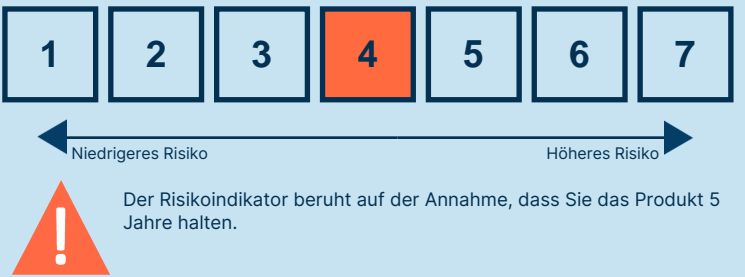 1 2 3 4 5 6 7
Niedrigeres Risiko Höheres Risiko
!
Der Risikoindikator beruht auf der Annahme, dass Sie das Produkt 5
Jahre halten.